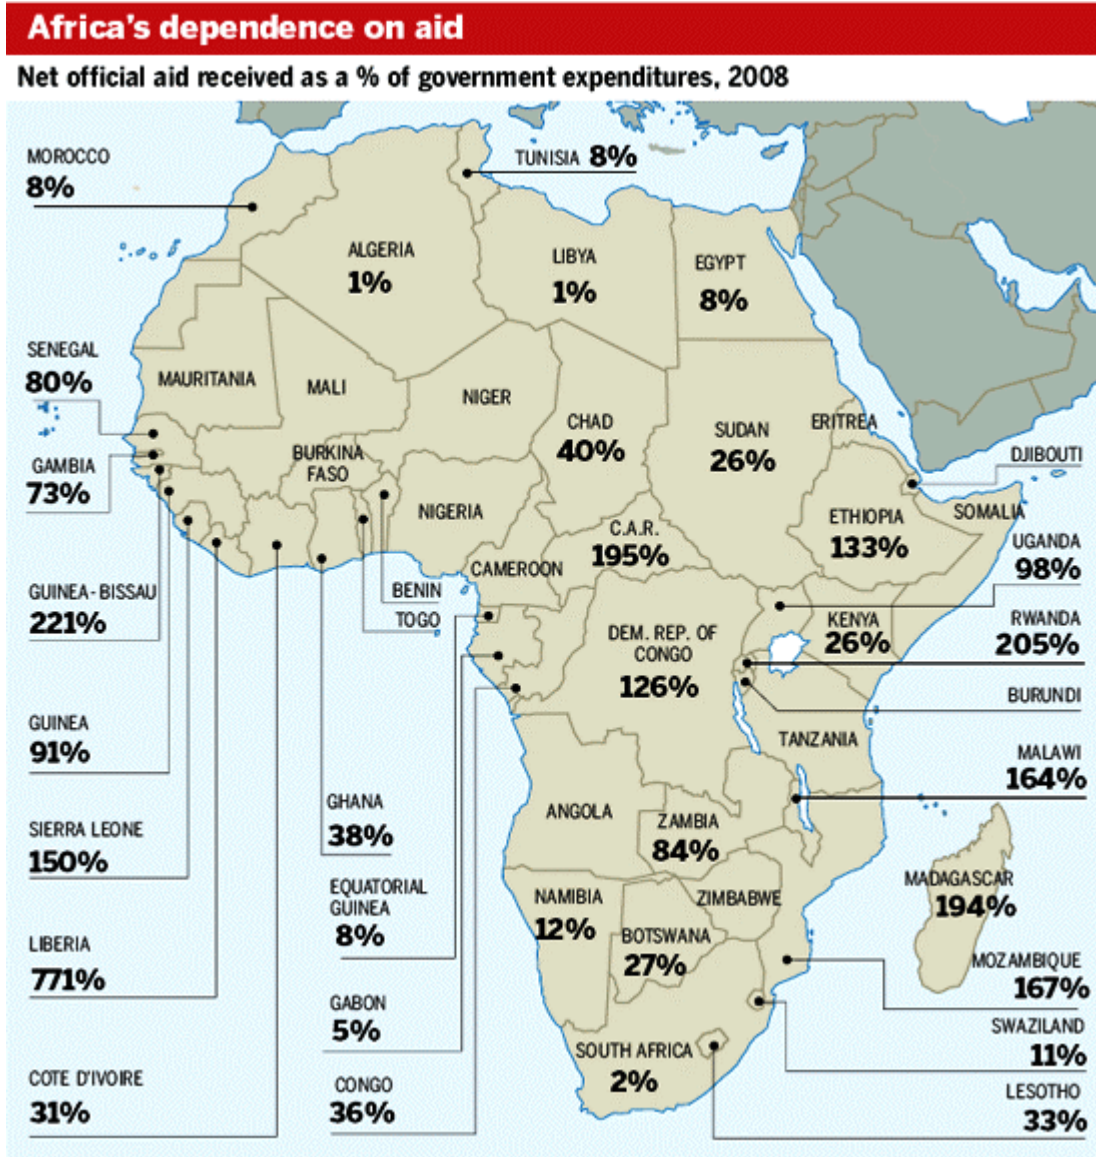 Africa's dependence on aid
Net official aid received as a % of government expenditures, 2008
MOROCCO
8%
TUNISIA 8%
ALGERIA
1%
LIBYA
1%
EGYPT
8%
SENEGAL
80%
MAURITANIA
MALI
NIGER
CHAD
40%
SUDAN
26%
ERITREA
DJIBOUTI
GAMBIA
73%
BURKINA
FASO
NIGERIA
C.A.R.
195%
ETHIOPIA
133%
SOMALIA
UGANDA
98%
CAMEROON
GUINEA-BISSAU
221%
BENIN
TOGO
DEM. REP. OF
CONGO
126%
KENYA
26%
RWANDA
205%
BURUNDI
GUINEA
91%
TANZANIA
MALAWI
164%
SIERRA LEONE
150%
GHANA
38%
ANGOLA
ZAMBIA
84%
EQUATORIAL
GUINEA
8%
NAMIBIA
12%
ZIMBABWE
MADAGASCAR
194%
LIBERIA
771%
BOTSWANA
27%
MOZAMBIQUE
167%
GABON
5%
SWAZILAND
11%
SOUTH AFRICA
2%
COTE D'IVOIRE
31%
CONGO
36%
LESOTHO
33%